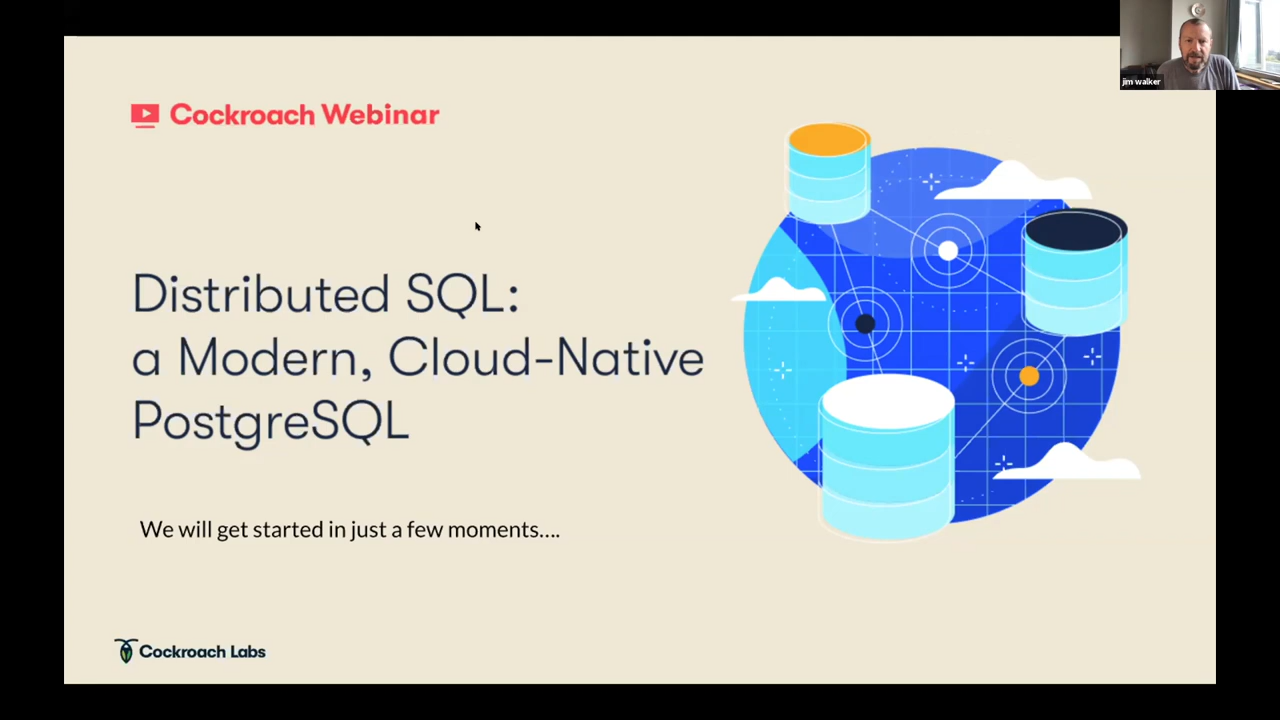 jim walker
Cockroach Webinar
Distributed SQL:
a Modern, Cloud-Native
PostgreSQL
We will get started in just a few moments....
Cockroach Labs